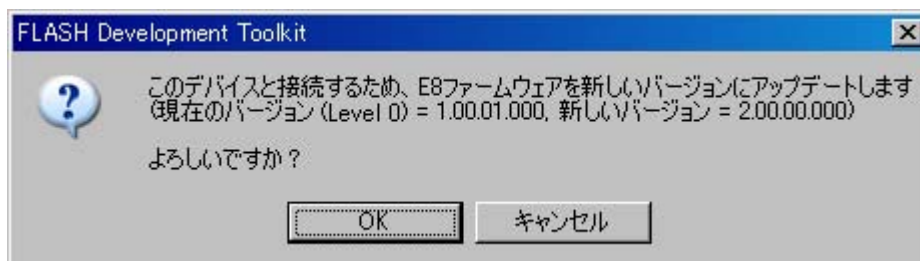 FLASH Development Toolkit
このデバイスと接続するため、E8ファームウェアを新しいバージョンにアップデートします
(現在のバージョン (Level 0) = 1.00.01.000, 新しいバージョン = 2.00.00.000)
よろしいですか？
OK
キャンセル